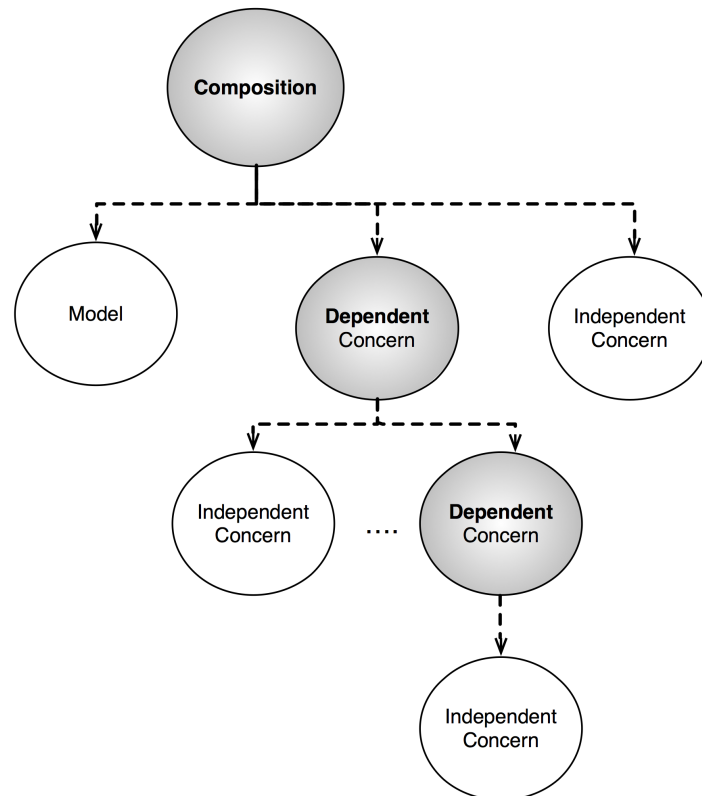 Composition
Model
Dependent
Concern
Independent
Concern
Independent
Concern
....
Dependent
Concern
Independent
Concern